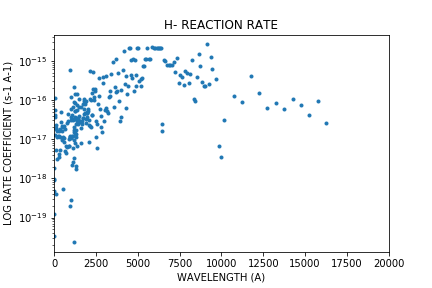 H- REACTION RATE
LOG RATE COEFFICIENT (s-1 A-1)
10⁻¹⁵
10⁻¹⁶
10⁻¹⁷
10⁻¹⁸
10⁻¹⁹
0 2500 5000 7500 10000 12500 15000 17500 20000
WAVELENGTH (A)